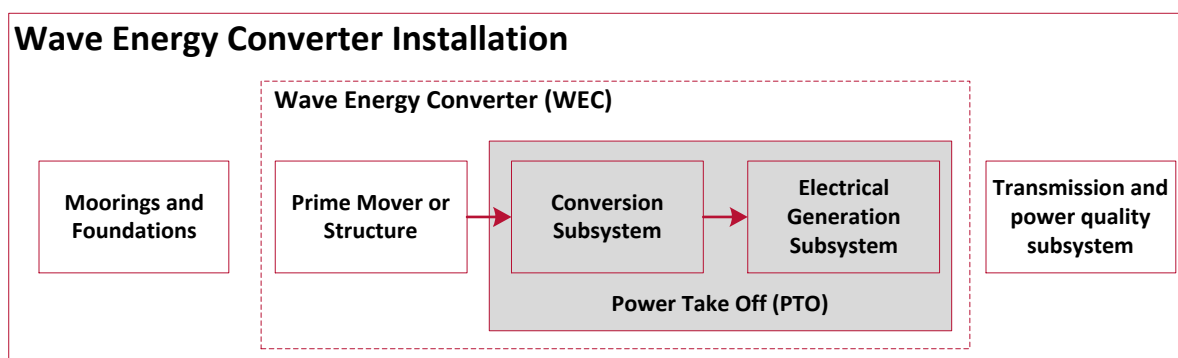 Wave Energy Converter Installation
Wave Energy Converter (WEC)
Moorings and
Foundations
Prime Mover or
Structure
Conversion
Subsystem
Electrical
Generation
Subsystem
Transmission and
power quality
subsystem
Power Take Off (PTO)